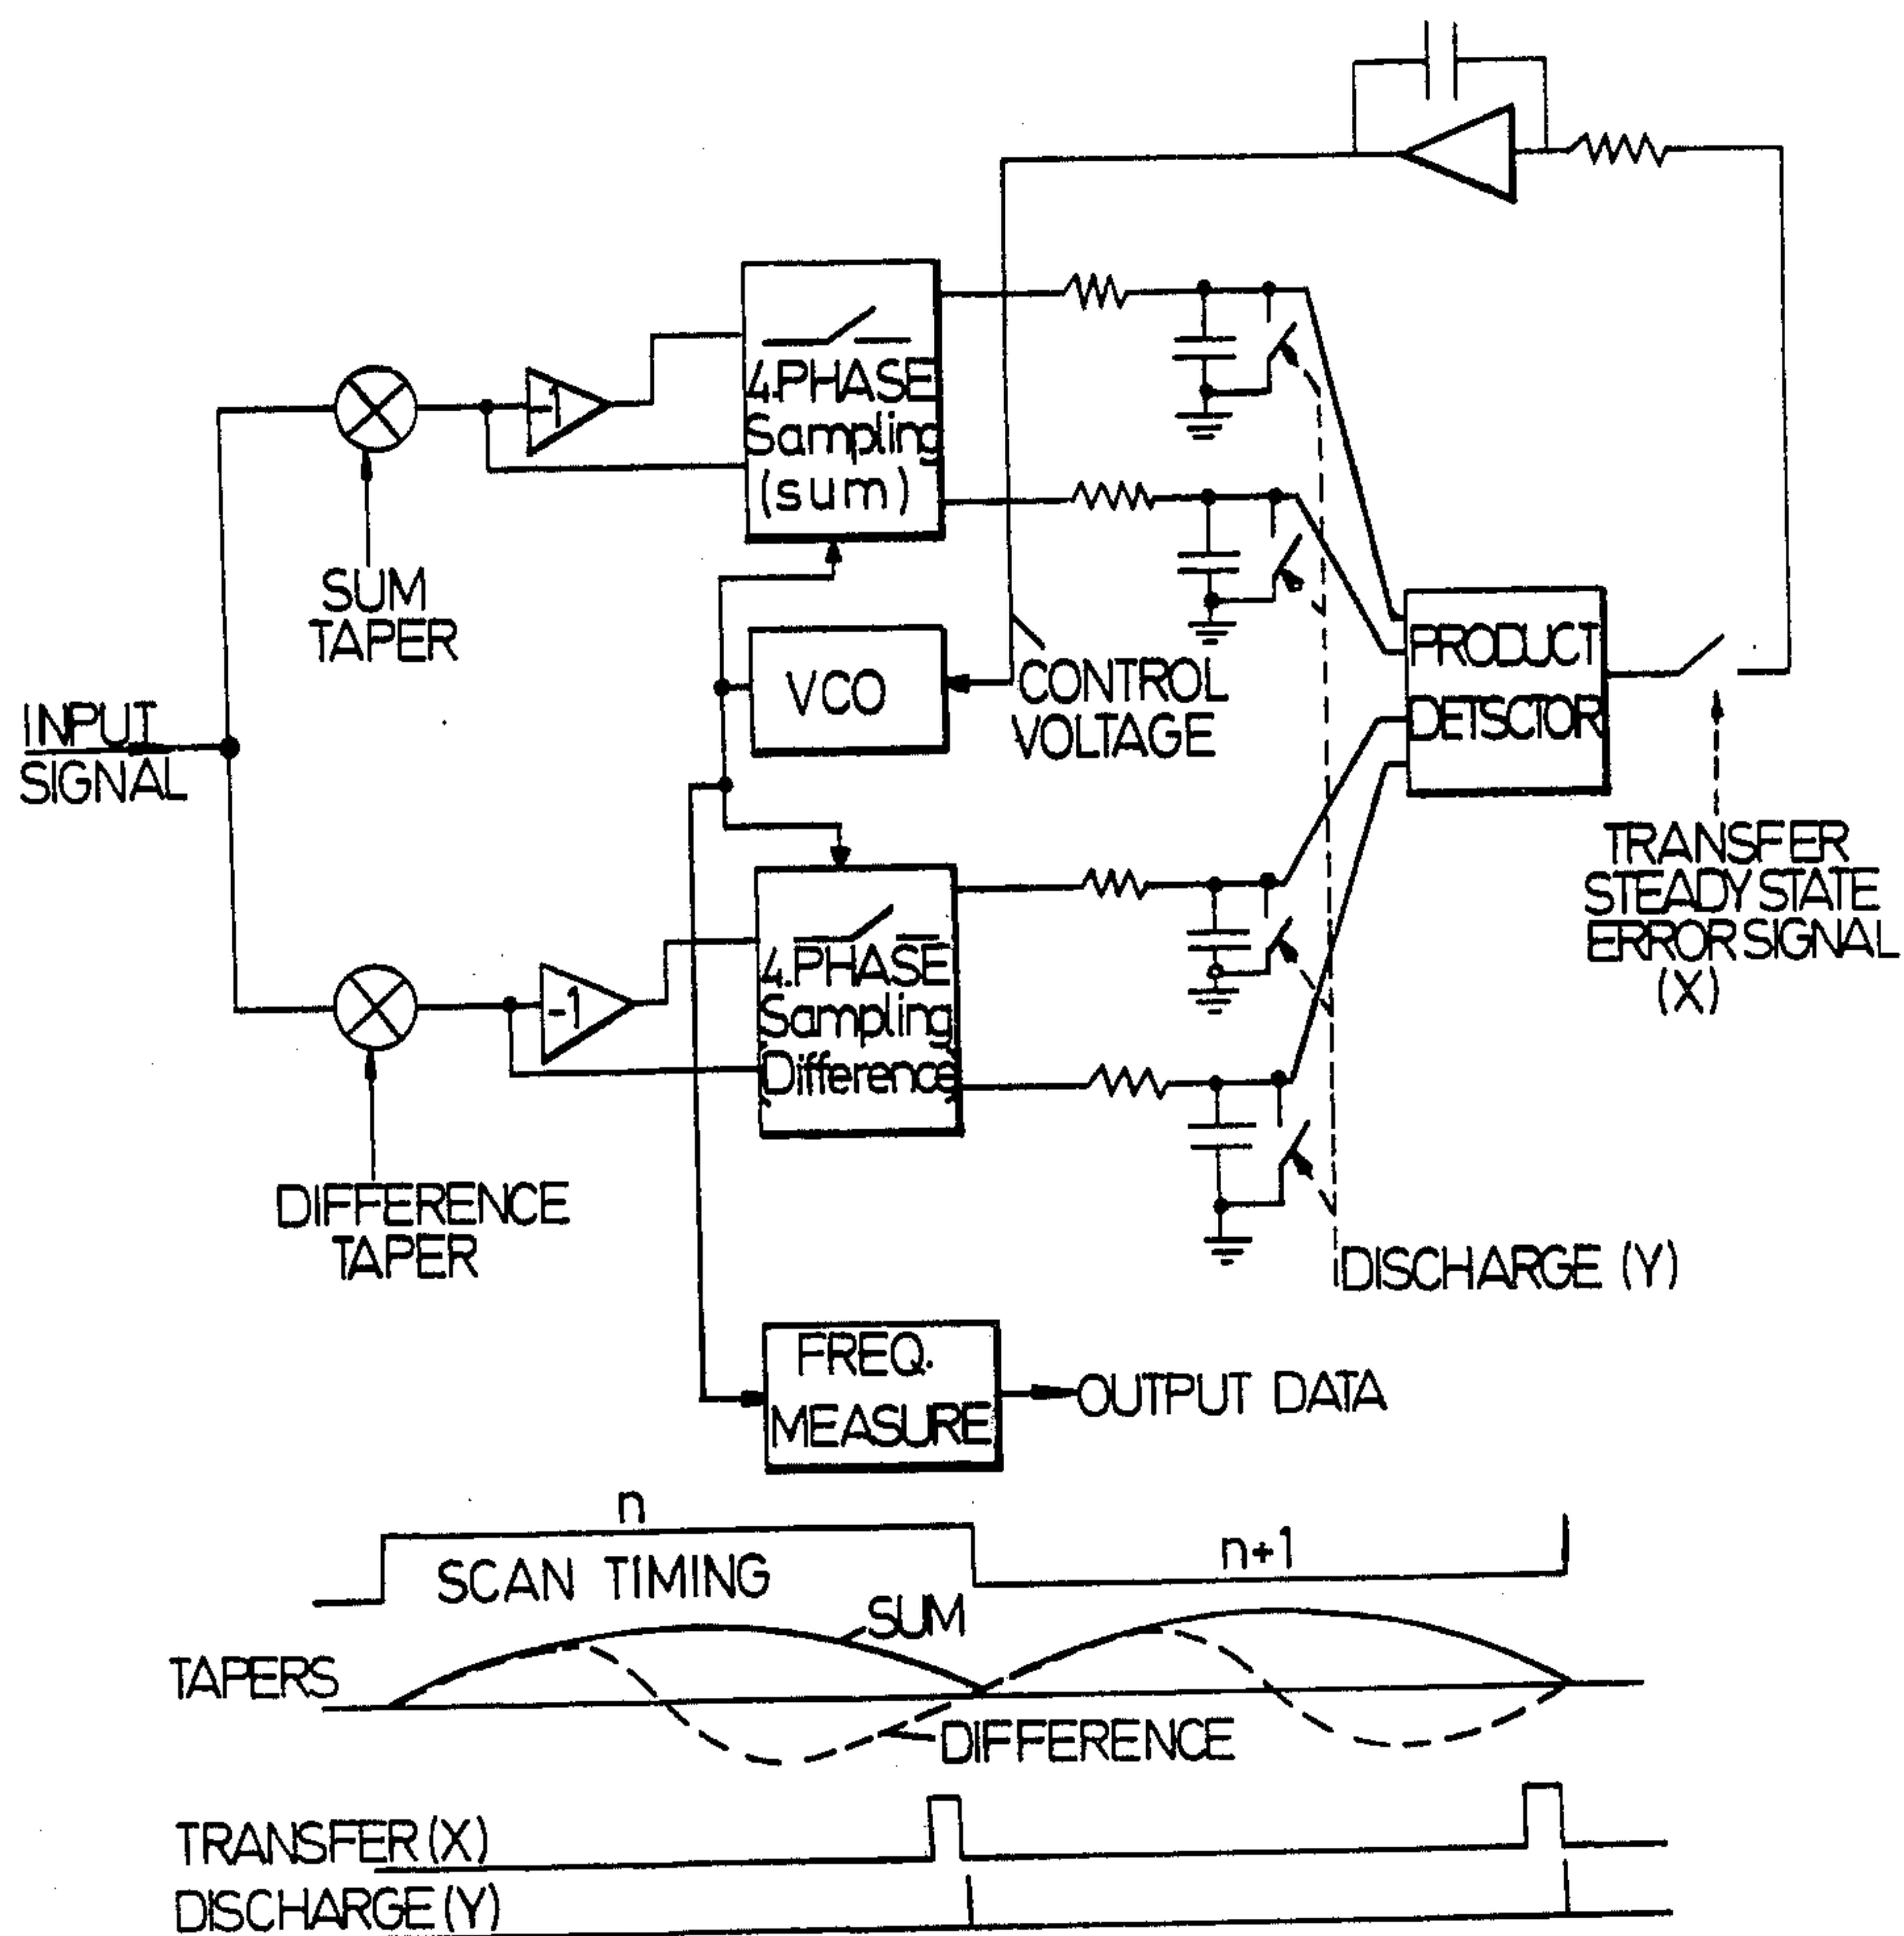 -1
4.PHASE
Sampling
(sum)
SUM
TAPER
VCO
CONTROL
VOLTAGE
PRODUCT
DETSCTOR
INPUT
SIGNAL
TRANSFER
STEADY STATE
ERROR SIGNAL
(X)
-1
4.PHASE
Sampling
(Difference)
DIFFERENCE
TAPER
DISCHARGE (Y)
FREQ.
MEASURE
OUTPUT DATA
n
n+1
SCAN TIMING
SUM
TAPERS
DIFFERENCE
TRANSFER (X)
DISCHARGE (Y)